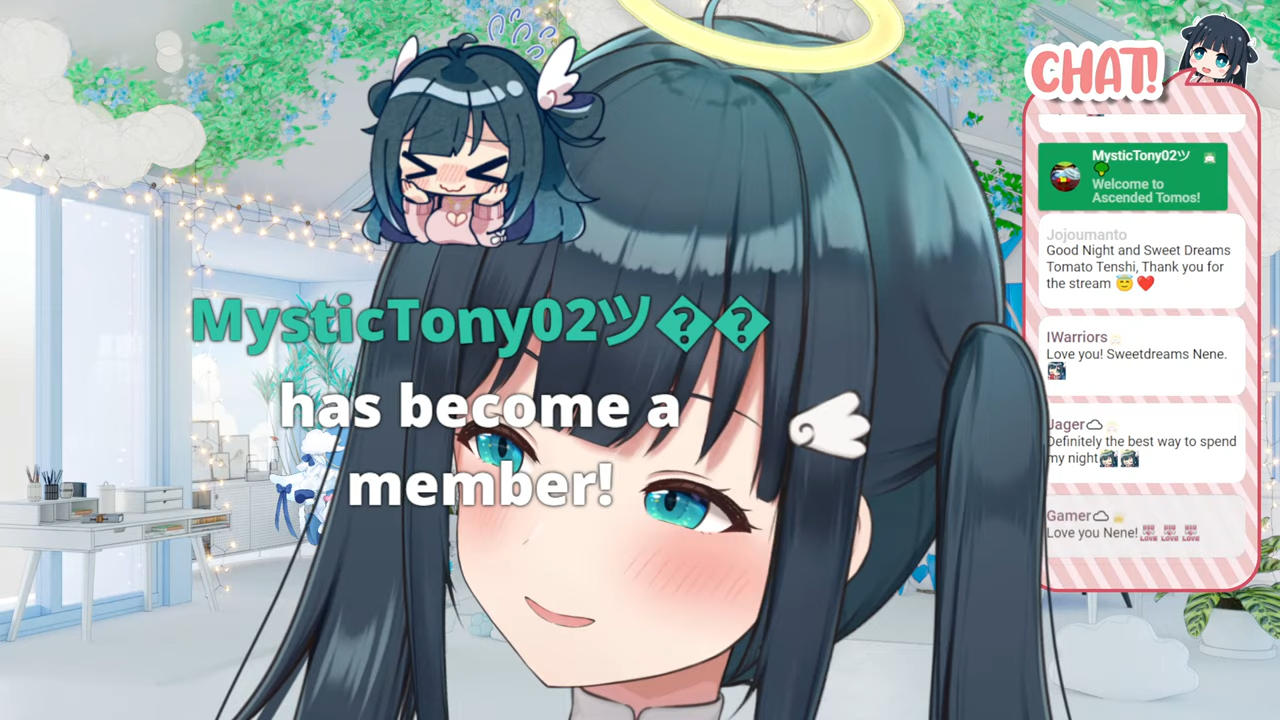 MysticTony02ツ��
has become a
member!
CHAT!
MysticTony02ツ
🥦
Welcome to
Ascended Tomos!
Jojoumanto
Good Night and Sweet Dreams
Tomato Tenshi, Thank you for
the stream 😇 ❤️
IWarriors
Love you! Sweetdreams Nene.
Jager
Definitely the best way to spend
my night
Gamer
Love you Nene!